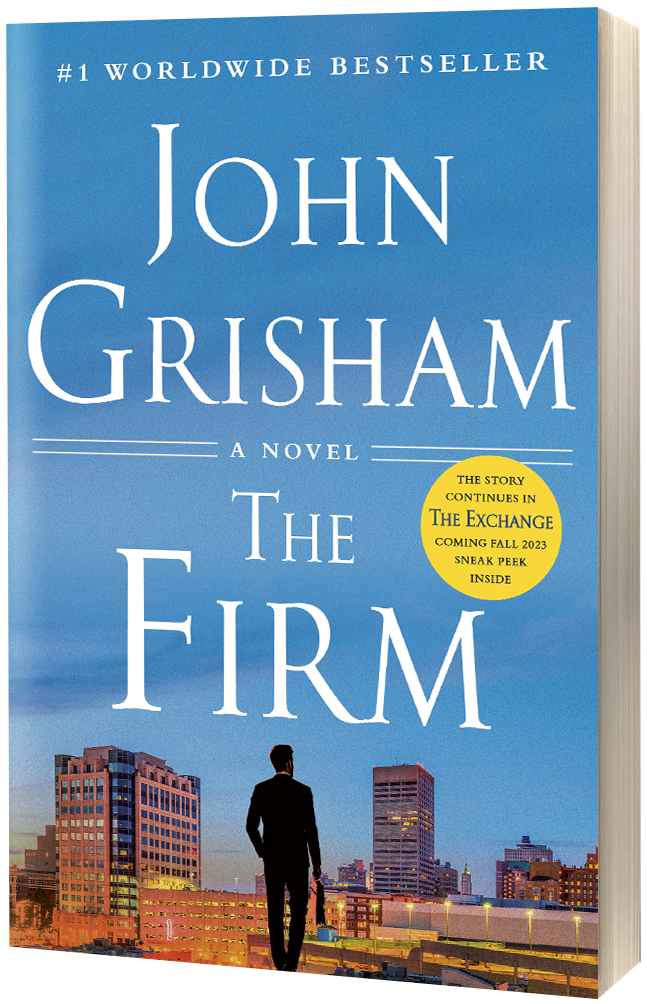 #1 WORLDWIDE BESTSELLER
JOHN
GRISHAM
A NOVEL
THE
FIRM
THE STORY
CONTINUES IN
THE EXCHANGE
COMING FALL 2023
SNEAK PEEK
INSIDE